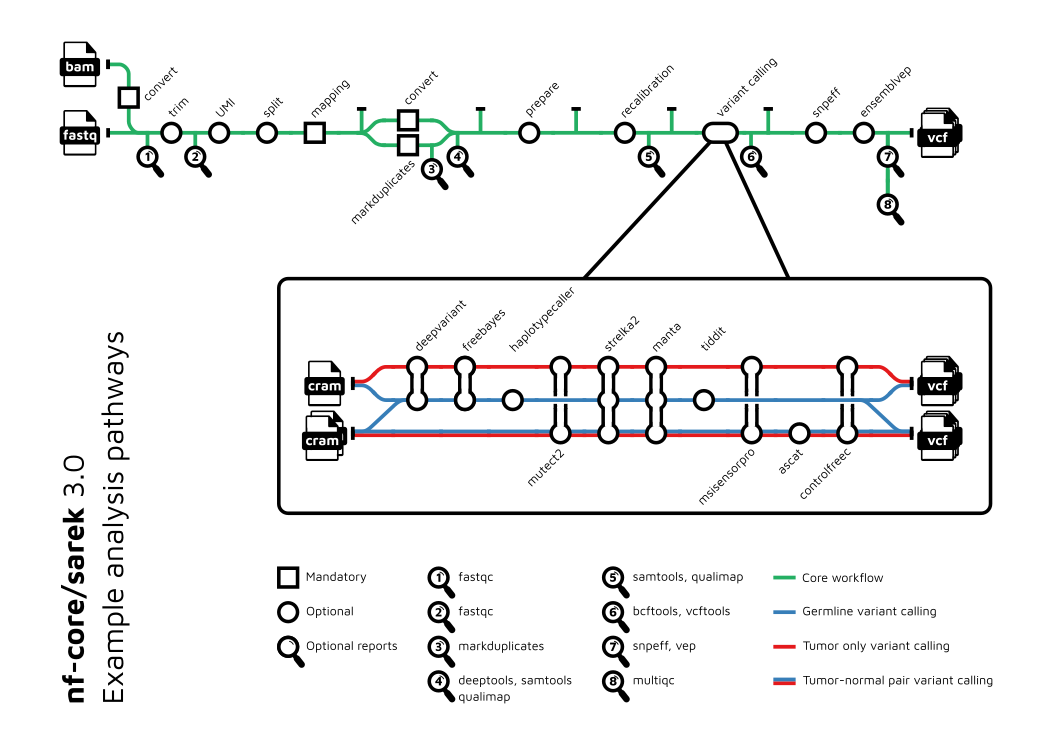 bam
convert
fastq
trim
UMI
split
mapping
convert
markduplicates
prepare
recalibration
variant calling
snpeff
ensemblvep
vcf
1
2
3
4
5
6
7
8
deepvariant
freebayes
haplotypecaller
strelka2
manta
tiddit
cram
vcf
cram
vcf
mutect2
msisensorpro
ascat
controlfreec
nf-core/sarek 3.0
Example analysis pathways
Mandatory
Optional
Optional reports
1 fastqc
2 fastqc
3 markduplicates
4 deeptools, samtools
qualimap
5 samtools, qualimap
6 bcftools, vcftools
7 snpeff, vep
8 multiqc
Core workflow
Germline variant calling
Tumor only variant calling
Tumor-normal pair variant calling